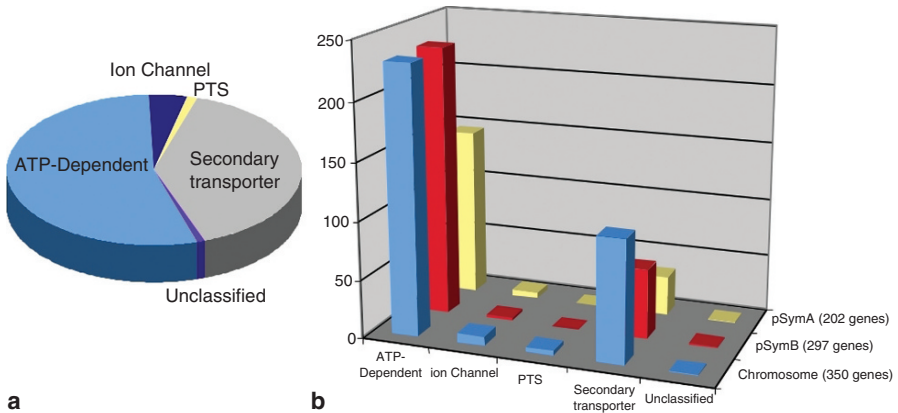 a
Ion Channel
PTS
ATP-Dependent
Secondary
transporter
Unclassified
b
250
200
150
100
50
0
ATP-
Dependent
ion Channel
PTS
Secondary
transporter
Unclassified
pSymA (202 genes)
pSymB (297 genes)
Chromosome (350 genes)